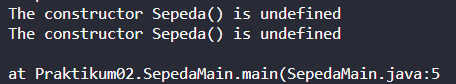 The constructor Sepeda() is undefined
The constructor Sepeda() is undefined
at Praktikum02.SepedaMain.main(SepedaMain.java:5